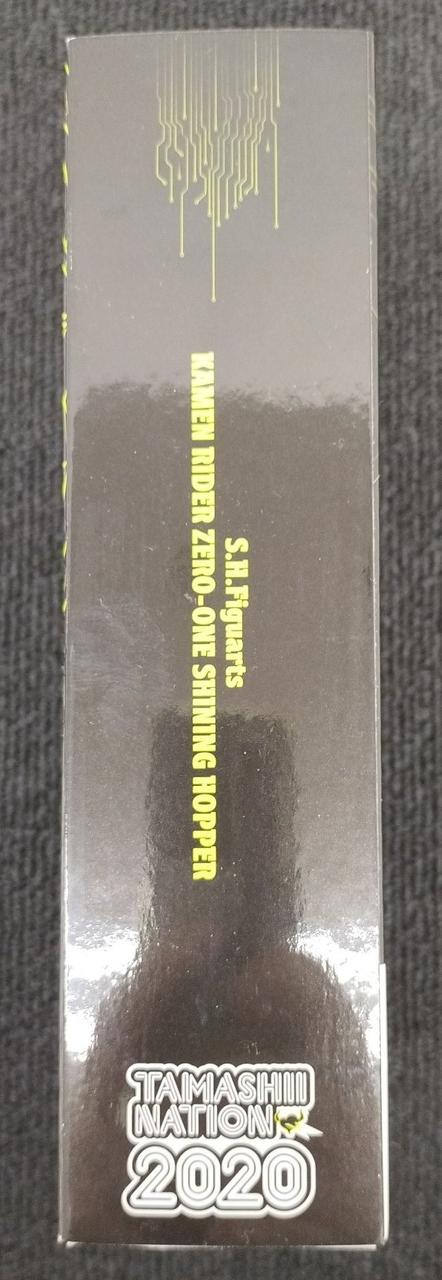 S.H.Figuarts
KAMEN RIDER ZERO-ONE SHINING HOPPER
TAMASHII
NATION
2020